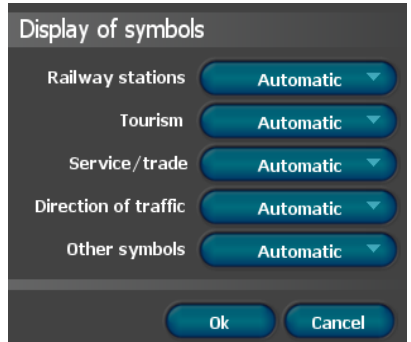 Display of symbols
Railway stations Automatic
Tourism Automatic
Service/trade Automatic
Direction of traffic Automatic
Other symbols Automatic
Ok Cancel